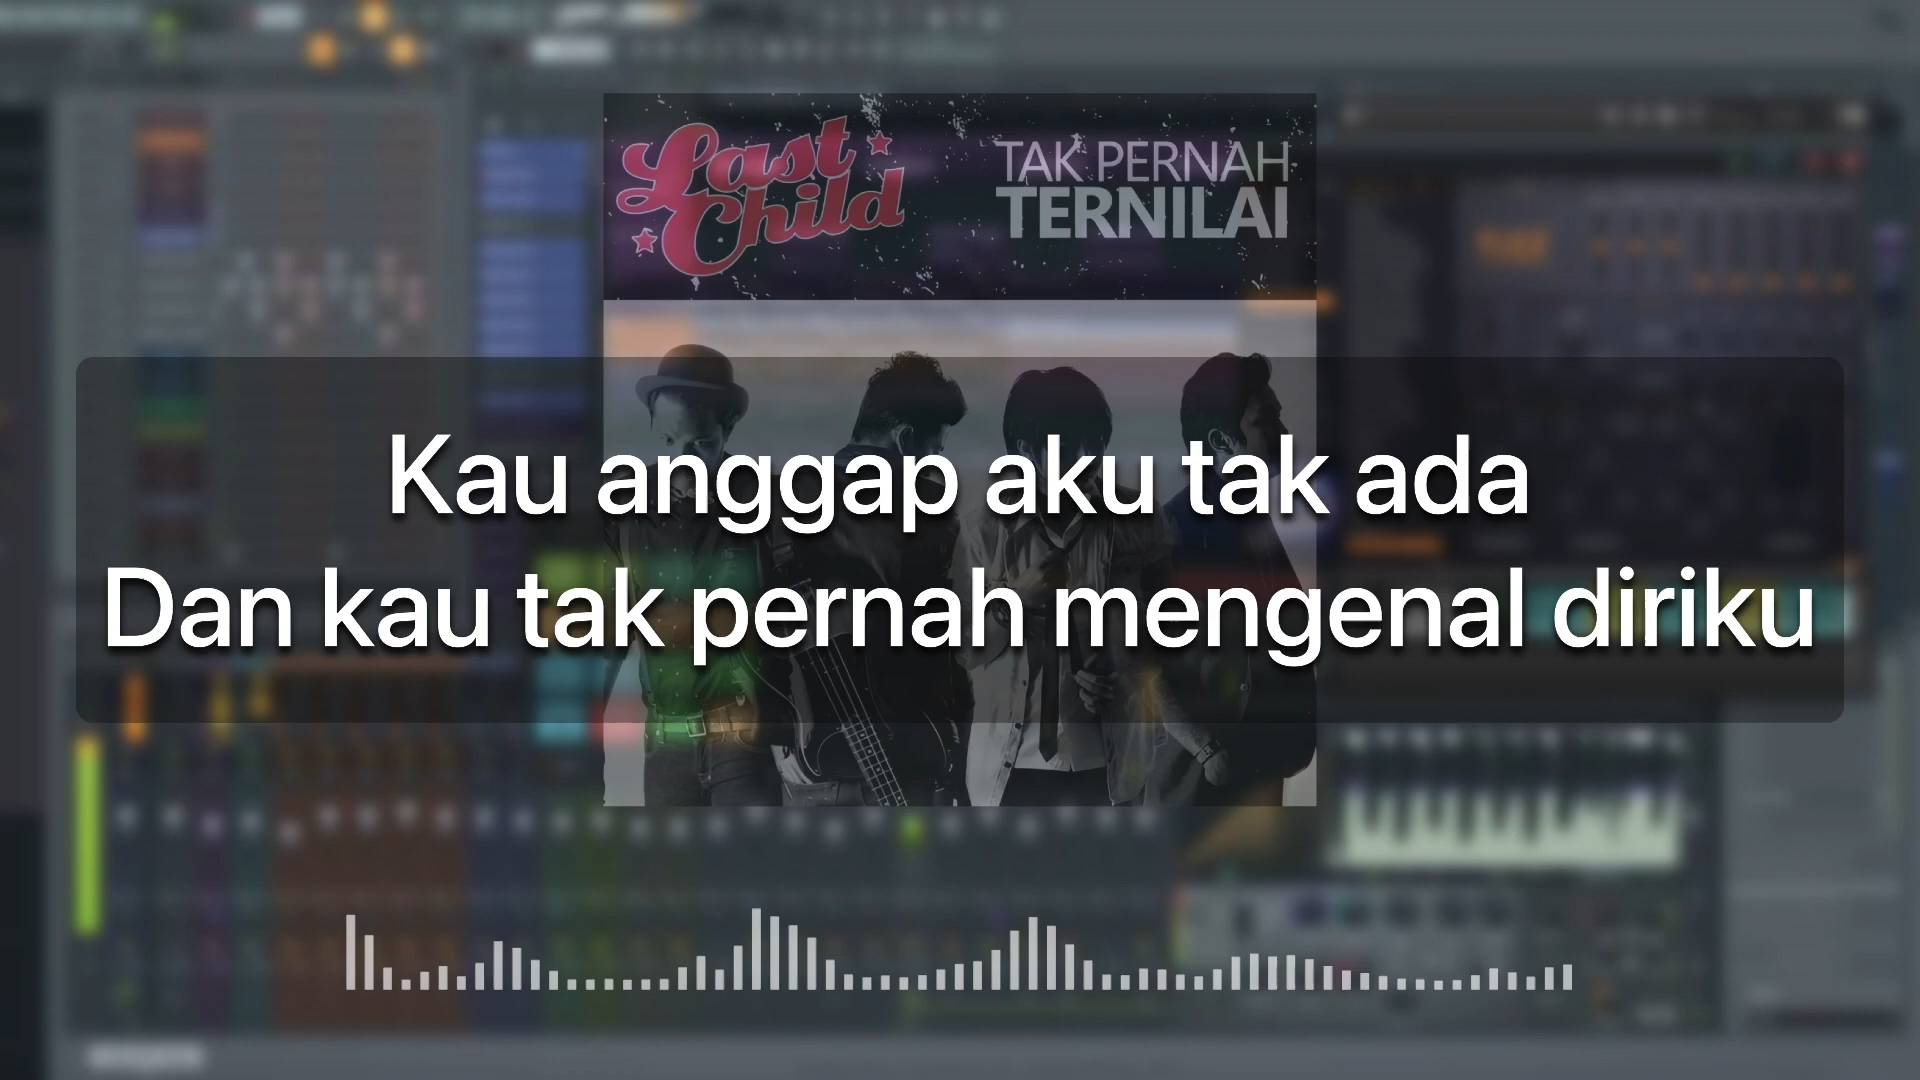 Last
Child
TAK PERNAH
TERNILAI
Kau anggap aku tak ada
Dan kau tak pernah mengenal diriku